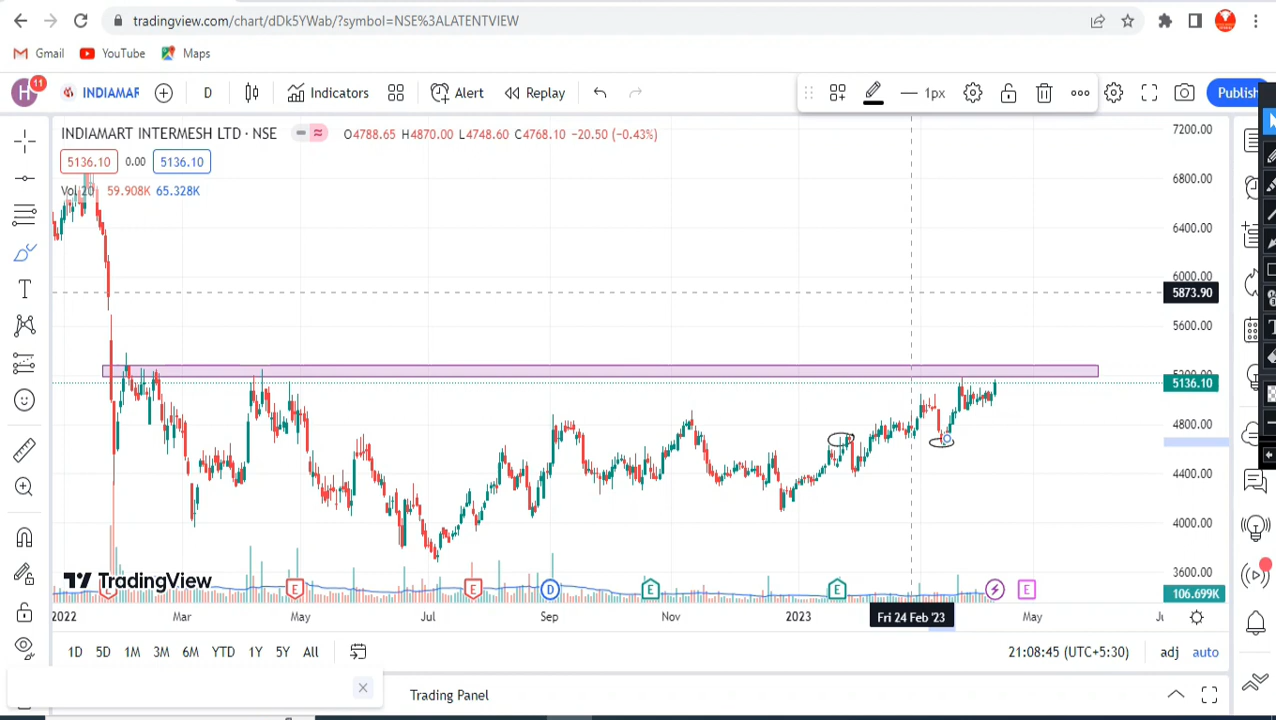 tradingview.com/chart/dDk5YWab/?symbol=NSE%3ALATENTVIEW
Gmail YouTube Maps
H 11 INDIAMAR D Indicators Alert Replay 1px Publish
INDIAMART INTERMESH LTD · NSE O4788.65 H4870.00 L4748.60 C4768.10 −20.50 (−0.43%)
5136.10 0.00 5136.10
Vol 20 59.908K 65.328K
7200.00
6800.00
6400.00
6000.00
5873.90
5600.00
5200.00
5136.10
4800.00
4400.00
4000.00
3600.00
TradingView
E E E D E E E
106.699K
2022 Mar May Jul Sep Nov 2023 Fri 24 Feb '23 May
1D 5D 1M 3M 6M YTD 1Y 5Y All 21:08:45 (UTC+5:30) adj auto
Trading Panel